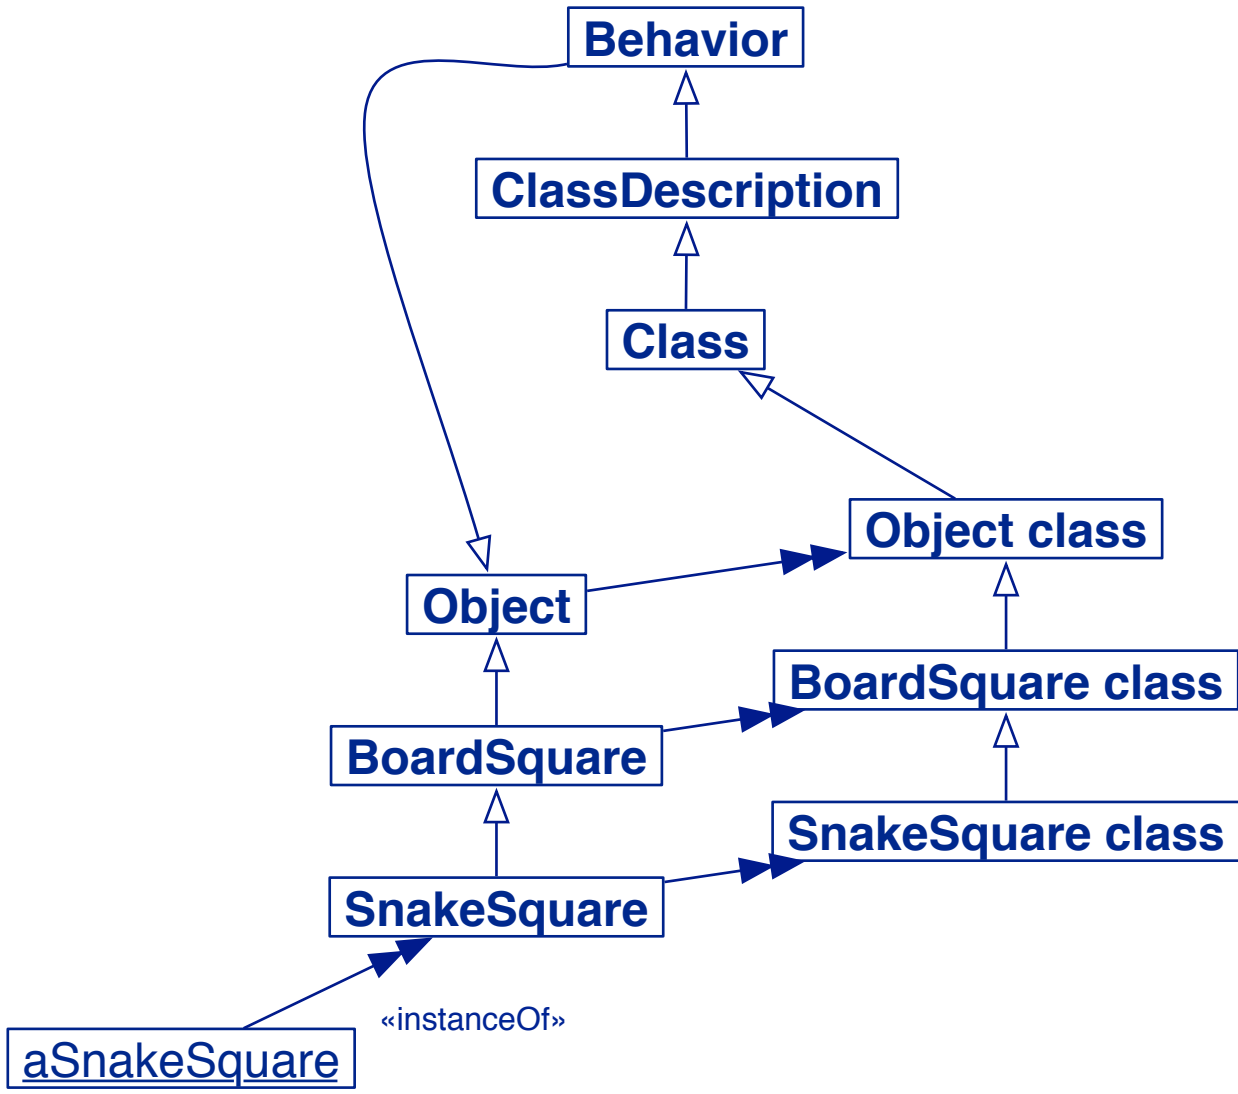 Behavior
ClassDescription
Class
Object class
Object
BoardSquare class
BoardSquare
SnakeSquare class
SnakeSquare
«instanceOf»
aSnakeSquare